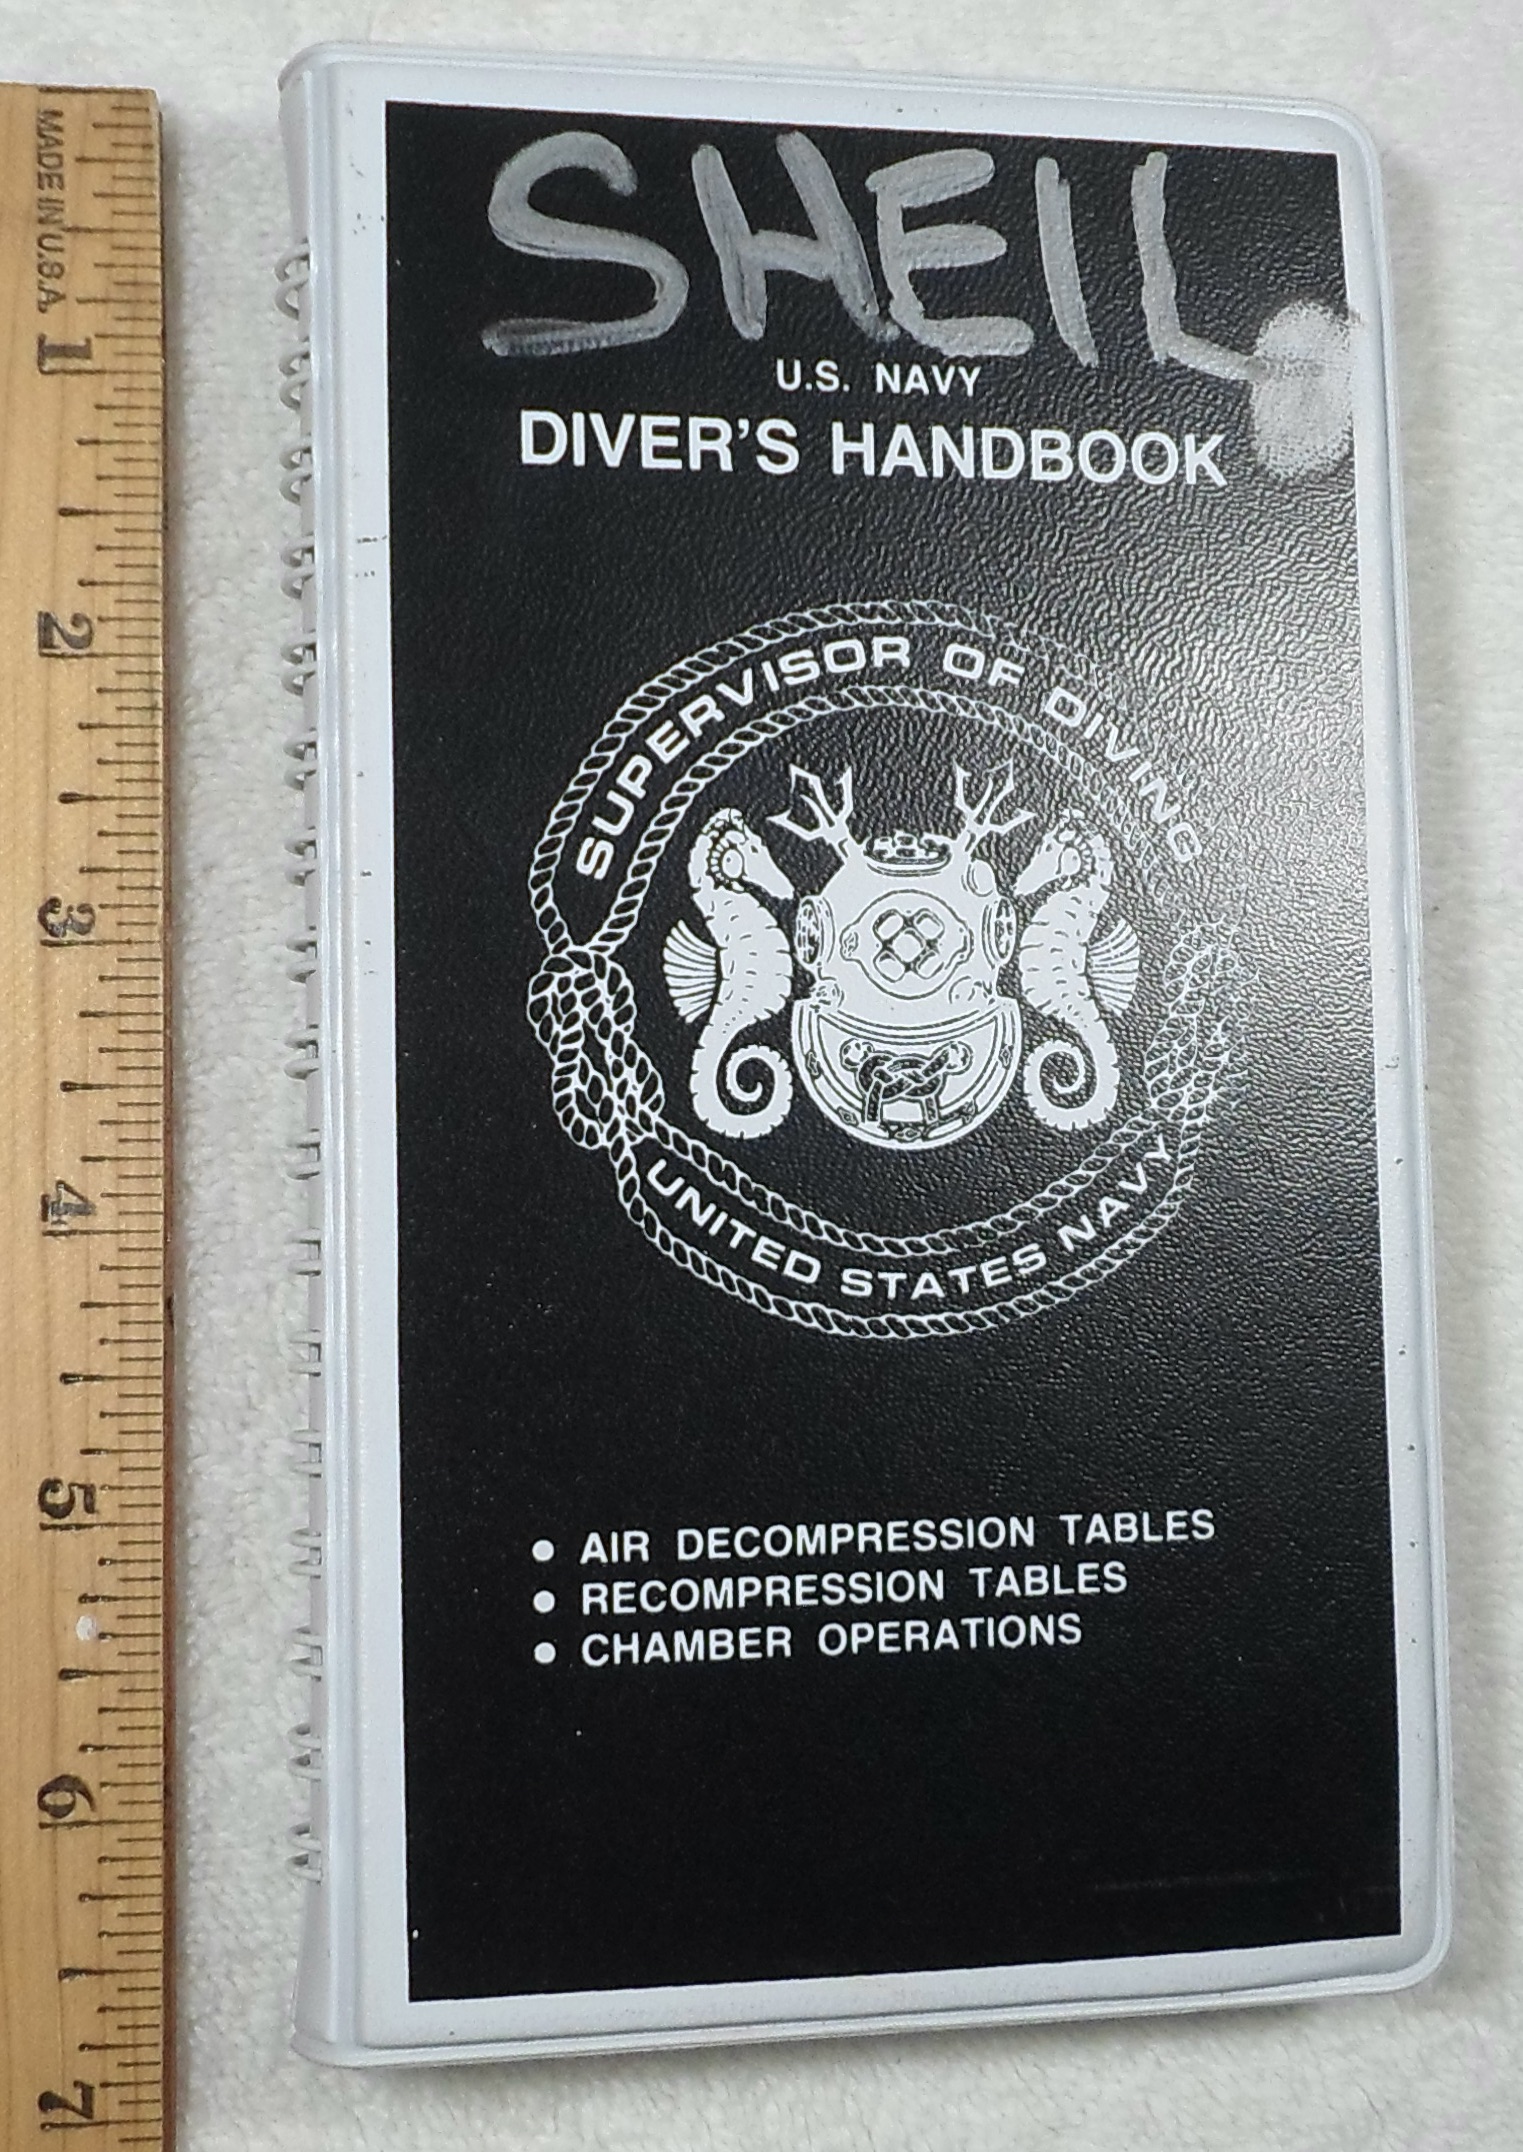 SHEIL
U.S. NAVY
DIVER'S HANDBOOK
SUPERVISOR OF DIVING
UNITED STATES NAVY
• AIR DECOMPRESSION TABLES
• RECOMPRESSION TABLES
• CHAMBER OPERATIONS
MADE IN U.S.A.
1
2
3
4
5
6
7